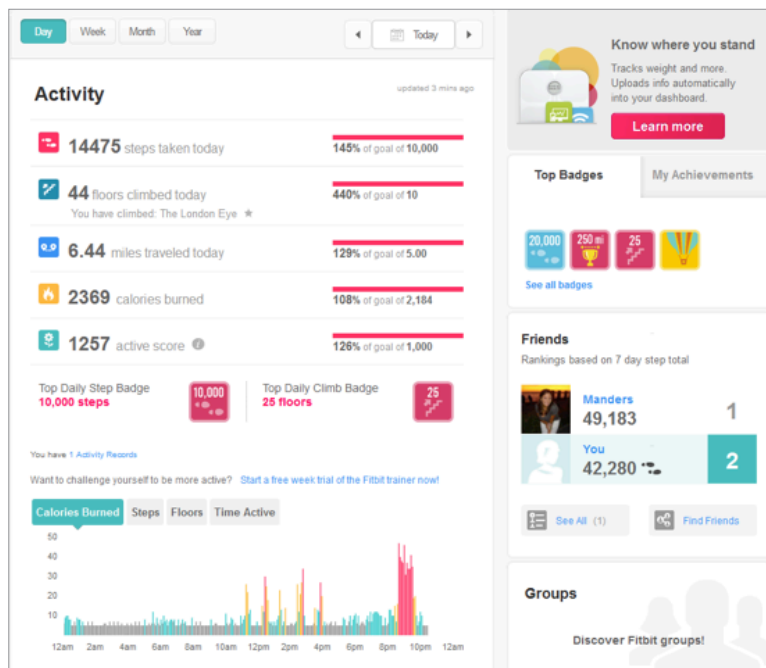 Day
Week
Month
Year
Today
Activity
updated 3 mins ago
14475 steps taken today
145% of goal of 10,000
44 floors climbed today
440% of goal of 10
You have climbed: The London Eye
6.44 miles traveled today
129% of goal of 5.00
2369 calories burned
108% of goal of 2,184
1257 active score
126% of goal of 1,000
Top Daily Step Badge
10,000 steps
10,000
Top Daily Climb Badge
25 floors
25
You have 1 Activity Records
Want to challenge yourself to be more active? Start a free week trial of the Fitbit trainer now!
Calories Burned
Steps
Floors
Time Active
50
40
30
20
10
12am 2am 4am 6am 8am 10am 12pm 2pm 4pm 6pm 8pm 10pm 12am
Know where you stand
Tracks weight and more.
Uploads info automatically
into your dashboard.
Learn more
Top Badges
My Achievements
20,000
250 mi
25
See all badges
Friends
Rankings based on 7 day step total
Manders
49,183
1
You
42,280
2
See All (1)
Find Friends
Groups
Discover Fitbit groups!